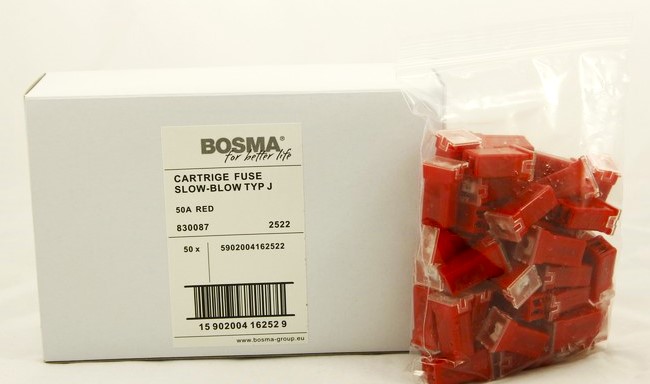 BOSMA®
for better life
CARTRIGE FUSE
SLOW-BLOW TYP J
50A RED
830087 2522
50 x 5902004162522
15 902004 16252 9
www.bosma-group.eu